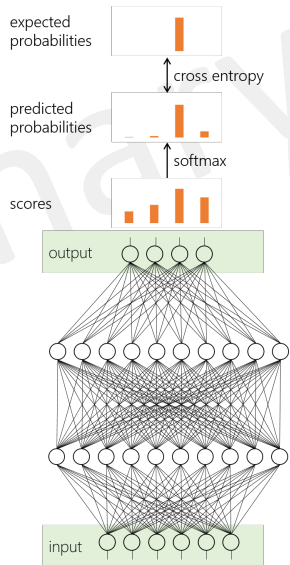 expected
probabilities
cross entropy
predicted
probabilities
softmax
scores
output
input